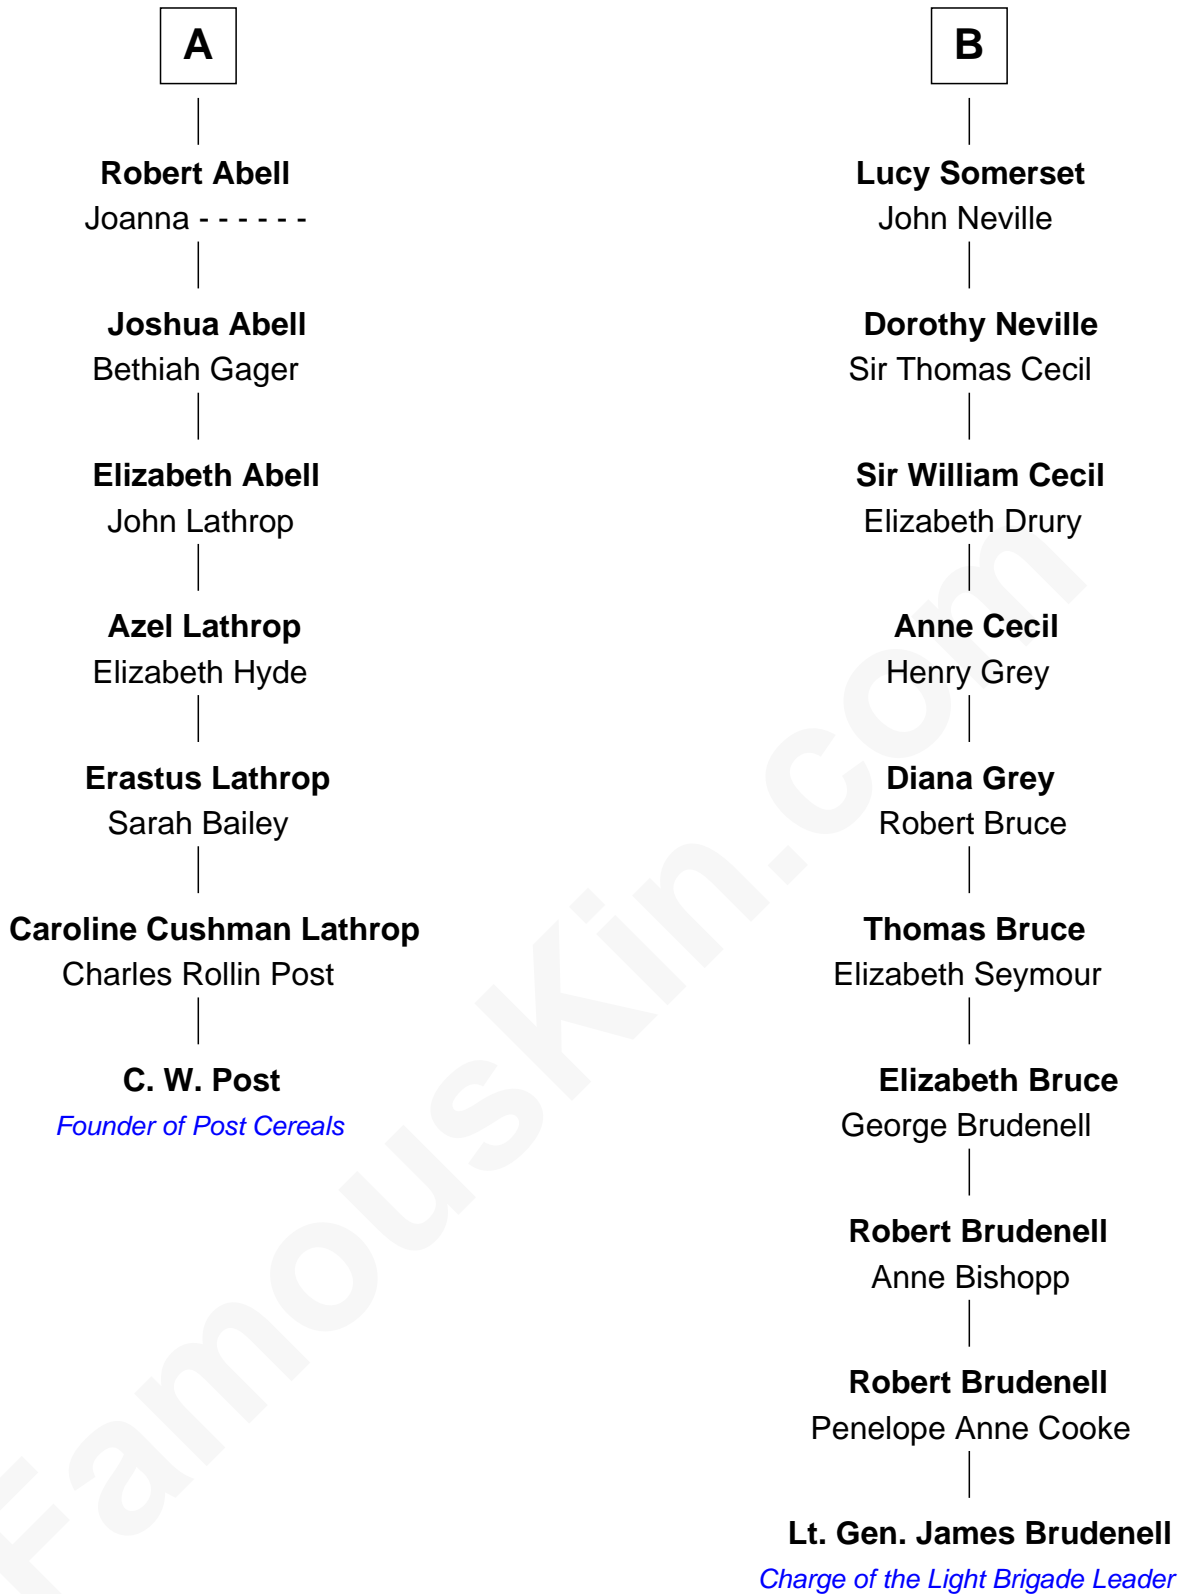 A
Robert Abell
Joanna - - - - - -
Joshua Abell
Bethiah Gager
Elizabeth Abell
John Lathrop
Azel Lathrop
Elizabeth Hyde
Erastus Lathrop
Sarah Bailey
Caroline Cushman Lathrop
Charles Rollin Post
C. W. Post
Founder of Post Cereals
B
Lucy Somerset
John Neville
Dorothy Neville
Sir Thomas Cecil
Sir William Cecil
Elizabeth Drury
Anne Cecil
Henry Grey
Diana Grey
Robert Bruce
Thomas Bruce
Elizabeth Seymour
Elizabeth Bruce
George Brudenell
Robert Brudenell
Anne Bishopp
Robert Brudenell
Penelope Anne Cooke
Lt. Gen. James Brudenell
Charge of the Light Brigade Leader
FamousKin.com